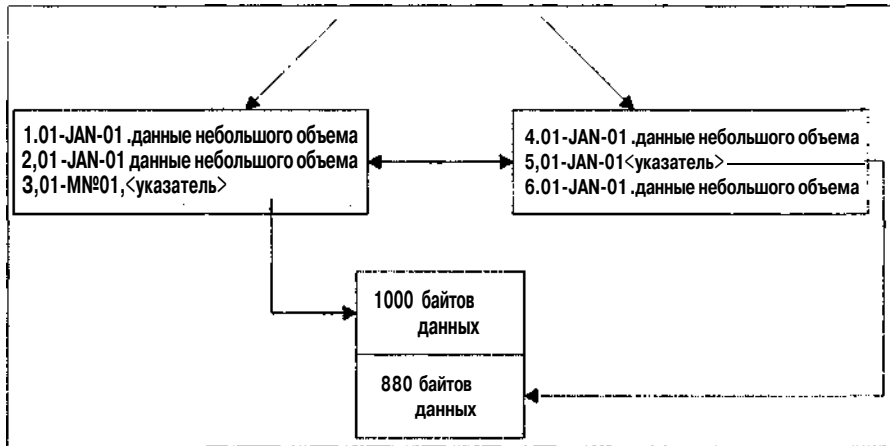 1.01-JAN-01 .данные небольшого объема
2,01 -JAN-01 данные небольшого объема
3,01-MN№01,<указатель>
4.01-JAN-01 .данные небольшого объема
5,01-JAN-01<указатель>
6.01-JAN-01 .данные небольшого объема
1000 байтов
данных
880 байтов
данных